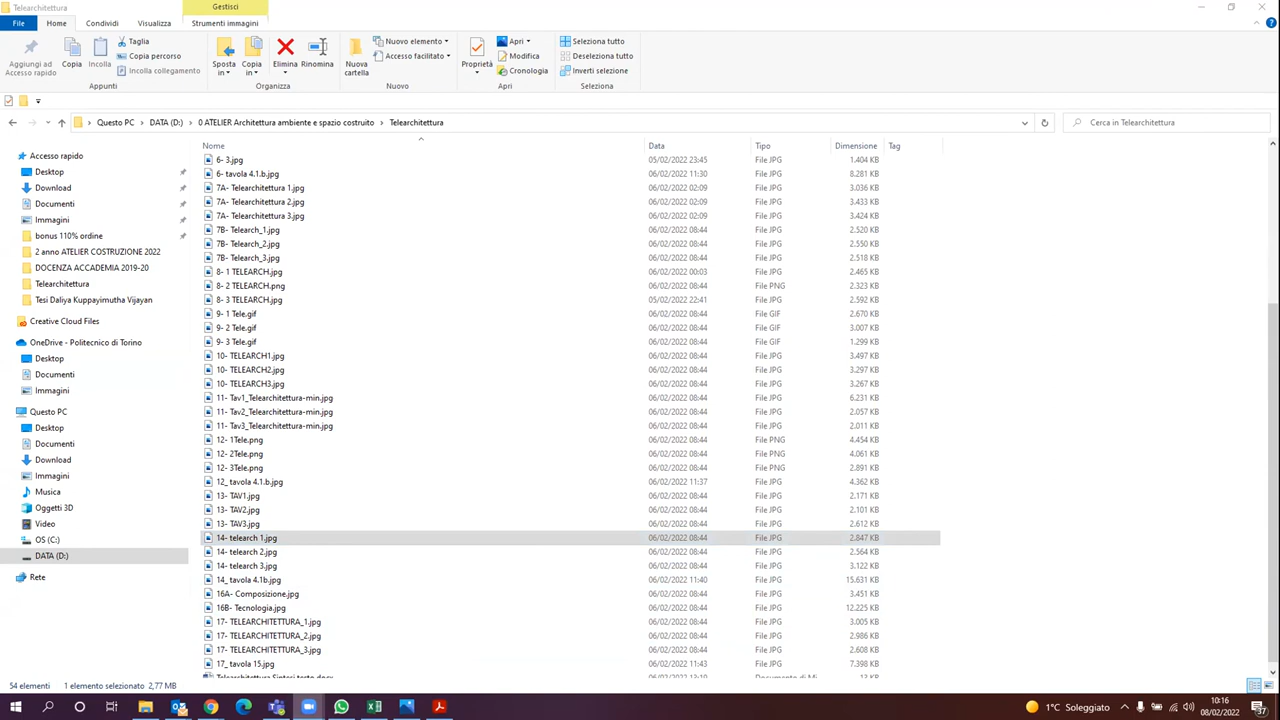 Telearchitettura
Gestisci
File Home Condividi Visualizza Strumenti immagini
Aggiungi ad Accesso rapido
Copia
Incolla
Taglia
Copia percorso
Incolla collegamento
Appunti
Sposta in
Copia in
Elimina
Rinomina
Organizza
Nuova cartella
Nuovo elemento
Accesso facilitato
Nuovo
Proprietà
Apri
Modifica
Cronologia
Apri
Seleziona tutto
Deseleziona tutto
Inverti selezione
Selezione
Questo PC > DATA (D:) > 0 ATELIER Architettura ambiente e spazio costruito > Telearchitettura
Cerca in Telearchitettura
Accesso rapido
Desktop
Download
Documenti
Immagini
bonus 110% ordine
2 anno ATELIER COSTRUZIONE 2022
DOCENZA ACCADEMIA 2019-20
Telearchitettura
Tesi Daliya Kuppayimutha Vijayan
Creative Cloud Files
OneDrive - Politecnico di Torino
Desktop
Documenti
Immagini
Questo PC
Desktop
Documenti
Download
Immagini
Musica
Oggetti 3D
Video
OS (C:)
DATA (D:)
Rete
Nome Data Tipo Dimensione Tag
6- 3.jpg 05/02/2022 23:45 File JPG 1.404 KB
6- tavola 4.1.b.jpg 06/02/2022 11:30 File JPG 8.281 KB
7A- Telearchitettura 1.jpg 06/02/2022 02:09 File JPG 3.036 KB
7A- Telearchitettura 2.jpg 06/02/2022 02:09 File JPG 3.433 KB
7A- Telearchitettura 3.jpg 06/02/2022 02:09 File JPG 3.424 KB
7B- Telearch_1.jpg 06/02/2022 08:44 File JPG 2.520 KB
7B- Telearch_2.jpg 06/02/2022 08:44 File JPG 2.550 KB
7B- Telearch_3.jpg 06/02/2022 08:44 File JPG 2.518 KB
8- 1 TELEARCH.jpg 06/02/2022 00:03 File JPG 2.465 KB
8- 2 TELEARCH.png 06/02/2022 08:44 File PNG 2.323 KB
8- 3 TELEARCH.jpg 05/02/2022 22:41 File JPG 2.592 KB
9- 1 Tele.gif 06/02/2022 08:44 File GIF 2.670 KB
9- 2 Tele.gif 06/02/2022 08:44 File GIF 3.007 KB
9- 3 Tele.gif 06/02/2022 08:44 File GIF 1.299 KB
10- TELEARCH1.jpg 06/02/2022 08:44 File JPG 3.497 KB
10- TELEARCH2.jpg 06/02/2022 08:44 File JPG 3.297 KB
10- TELEARCH3.jpg 06/02/2022 08:44 File JPG 3.267 KB
11- Tav1_Telearchitettura-min.jpg 06/02/2022 08:44 File JPG 6.231 KB
11- Tav2_Telearchitettura-min.jpg 06/02/2022 08:44 File JPG 2.057 KB
11- Tav3_Telearchitettura-min.jpg 06/02/2022 08:44 File JPG 2.011 KB
12- 1Tele.png 06/02/2022 08:44 File PNG 4.454 KB
12- 2Tele.png 06/02/2022 08:44 File PNG 4.061 KB
12- 3Tele.png 06/02/2022 08:44 File PNG 2.891 KB
12_ tavola 4.1.b.jpg 06/02/2022 11:37 File JPG 4.362 KB
13- TAV1.jpg 06/02/2022 08:44 File JPG 2.171 KB
13- TAV2.jpg 06/02/2022 08:44 File JPG 2.101 KB
13- TAV3.jpg 06/02/2022 08:44 File JPG 2.612 KB
14- telearch 1.jpg 06/02/2022 08:44 File JPG 2.847 KB
14- telearch 2.jpg 06/02/2022 08:44 File JPG 2.564 KB
14- telearch 3.jpg 06/02/2022 08:44 File JPG 3.122 KB
14_ tavola 4.1b.jpg 06/02/2022 11:40 File JPG 15.631 KB
16A- Composizione.jpg 06/02/2022 08:44 File JPG 3.451 KB
16B- Tecnologia.jpg 06/02/2022 08:44 File JPG 12.225 KB
17- TELEARCHITETTURA_1.jpg 06/02/2022 08:44 File JPG 3.005 KB
17- TELEARCHITETTURA_2.jpg 06/02/2022 08:44 File JPG 2.986 KB
17- TELEARCHITETTURA_3.jpg 06/02/2022 08:44 File JPG 2.608 KB
17_ tavola 15.jpg 06/02/2022 11:43 File JPG 7.398 KB
Telearchitettura Sintesi testo.docx 06/02/2022 13:19 Documento di Mi 13 KB
54 elementi 1 elemento selezionato 2,77 MB
1°C Soleggiato
10:16
08/02/2022
37